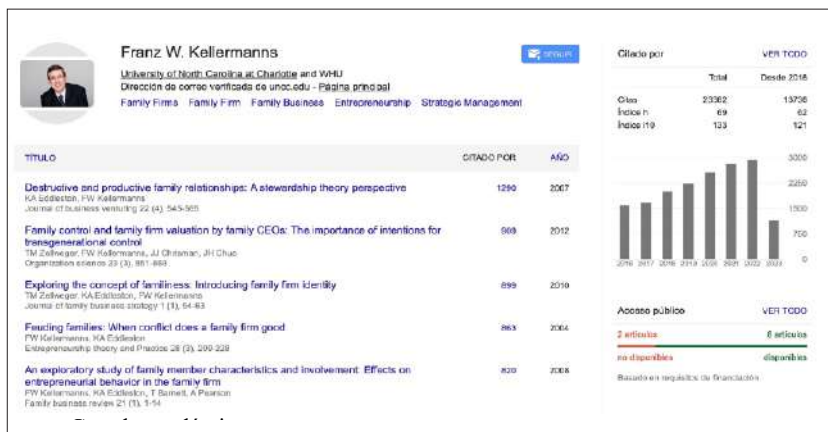 Franz W. Kellermanns
SEGUIR
University of North Carolina at Charlotte and WHU
Dirección de correo verificada de uncc.edu - Página principal
Family Firms Family Firm Family Business Entrepreneurship Strategic Management
TÍTULO CITADO POR AÑO
Destructive and productive family relationships: A stewardship theory perspective 1290 2007
KA Eddleston, FW Kellermanns
Journal of business venturing 22 (4), 545-565
Family control and family firm valuation by family CEOs: The importance of intentions for 2012
transgenerational control
TM Zellweger, FW Kellermanns, JJ Chrisman, JH Chua
Organization science 23 (3), 851-868
Exploring the concept of familiness: Introducing family firm identity 899 2010
TM Zellweger, KA Eddleston, FW Kellermanns
Journal of family business strategy 1 (1), 54-63
Feuding families: When conflict does a family firm good 863 2004
FW Kellermanns, KA Eddleston
Entrepreneurship theory and Practice 28 (3), 209-228
An exploratory study of family member characteristics and involvement: Effects on 820 2008
entrepreneurial behavior in the family firm
FW Kellermanns, KA Eddleston, T Barnett, A Pearson
Family business review 21 (1), 1-14
Citado por VER TODO
Total Desde 2018
Citas 23362 13736
Índice h 69 62
Índice i10 133 121
3000
2250
1500
750
0
2016 2017 2018 2019 2020 2021 2022 2023
Acceso público VER TODO
2 artículos 8 artículos
no disponibles disponibles
Basado en requisitos de financiación